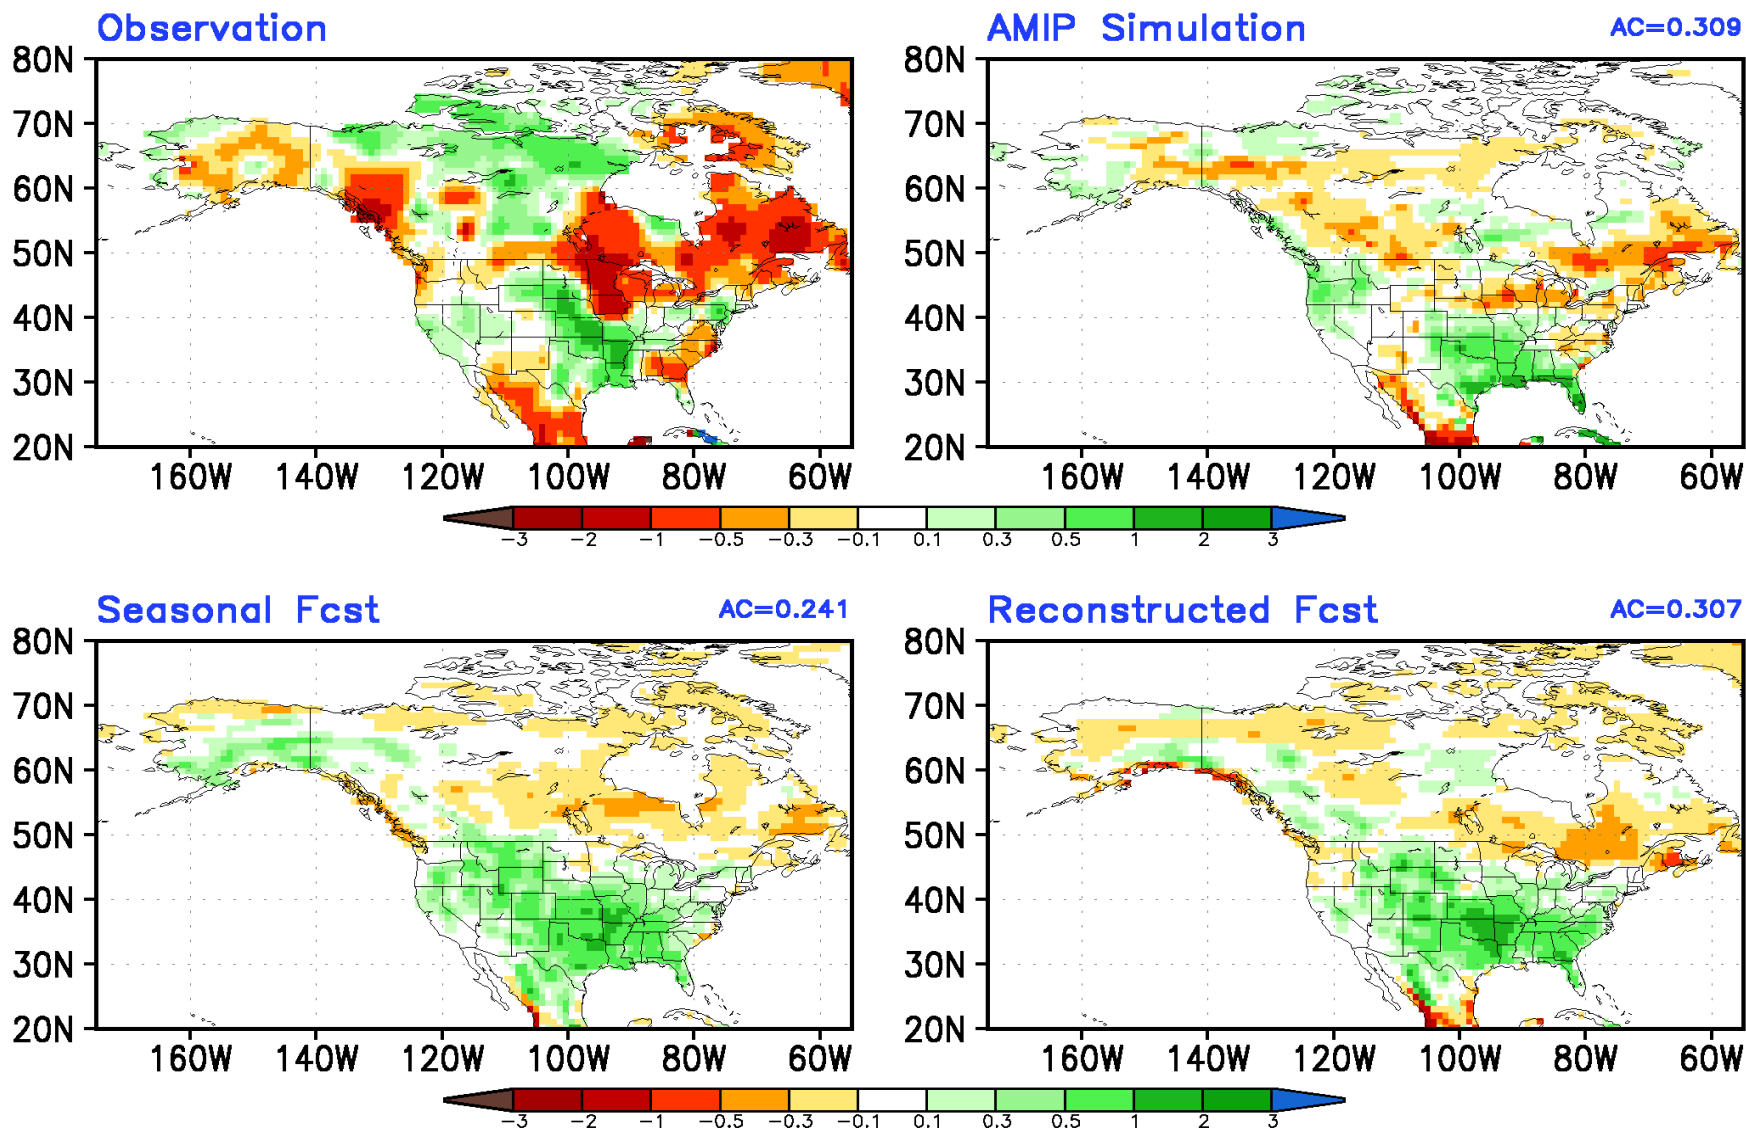 Observation
AMIP Simulation AC=0.309
80N 80N
70N 70N
60N 60N
50N 50N
40N 40N
30N 30N
20N 20N
160W 140W 120W 100W 80W 60W 160W 140W 120W 100W 80W 60W
-3 -2 -1 -0.5 -0.3 -0.1 0.1 0.3 0.5 1 2 3
Seasonal Fcst AC=0.241
Reconstructed Fcst AC=0.307
80N 80N
70N 70N
60N 60N
50N 50N
40N 40N
30N 30N
20N 20N
160W 140W 120W 100W 80W 60W 160W 140W 120W 100W 80W 60W
-3 -2 -1 -0.5 -0.3 -0.1 0.1 0.3 0.5 1 2 3